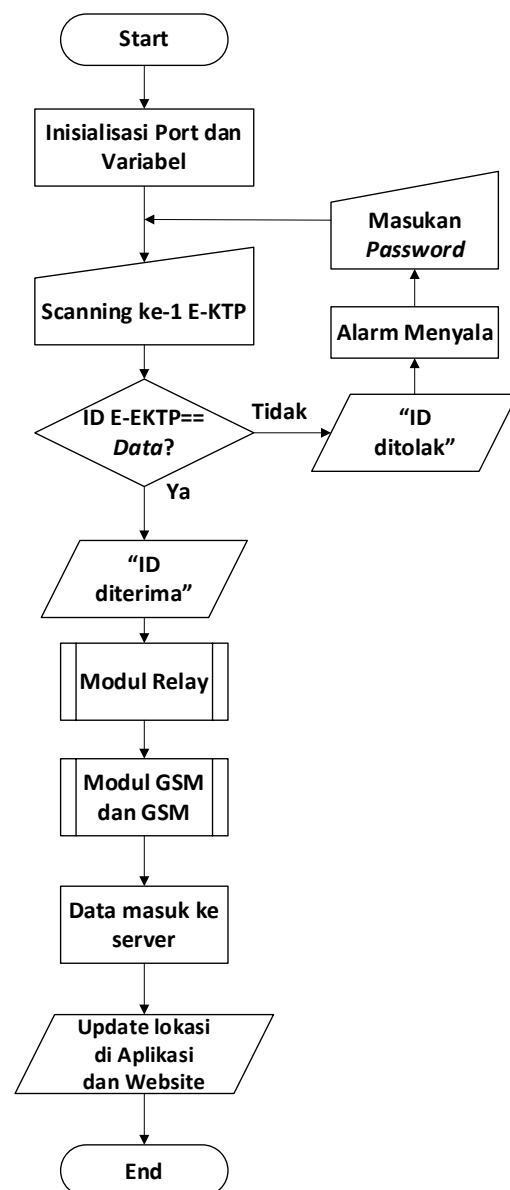 Start
Inisialisasi Port dan
Variabel
Masukan
Password
Scanning ke-1 E-KTP
Alarm Menyala
ID E-EKTP==
Data?
Tidak
“ID
ditolak”
Ya
“ID
diterima”
Modul Relay
Modul GSM
dan GSM
Data masuk ke
server
Update lokasi
di Aplikasi
dan Website
End